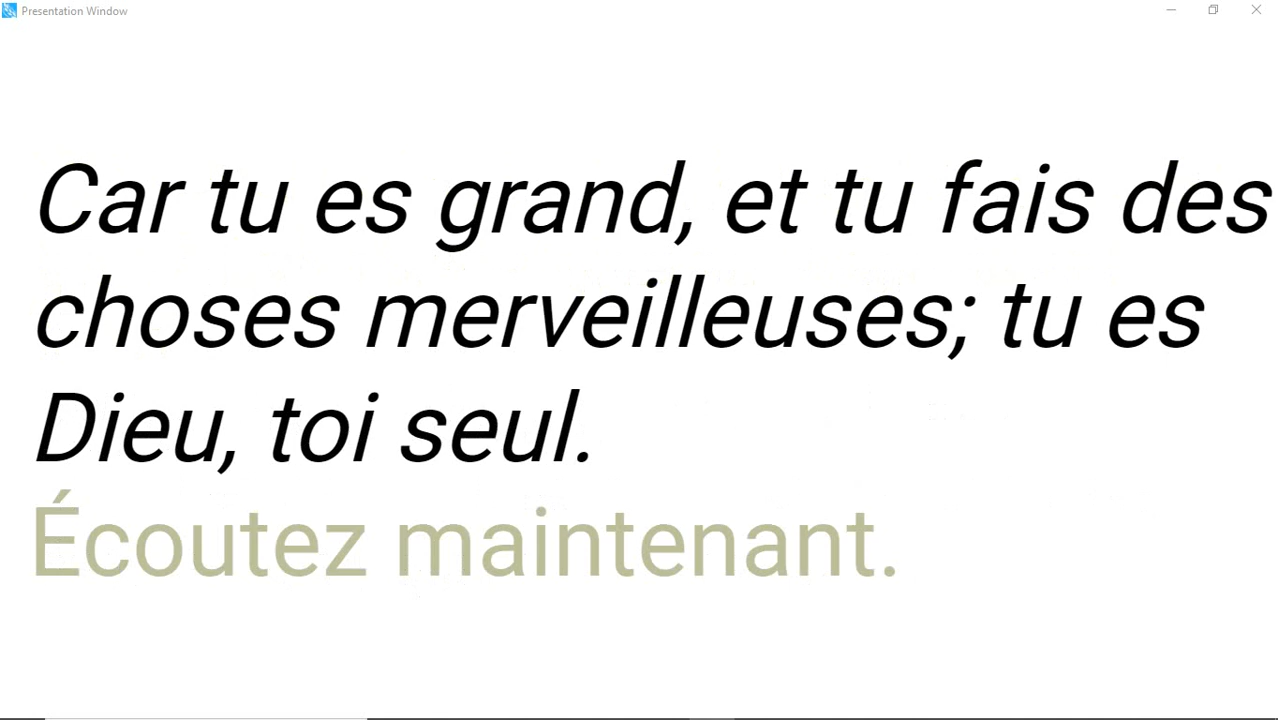 Presentation Window
Car tu es grand, et tu fais des
choses merveilleuses; tu es
Dieu, toi seul.
Écoutez maintenant.